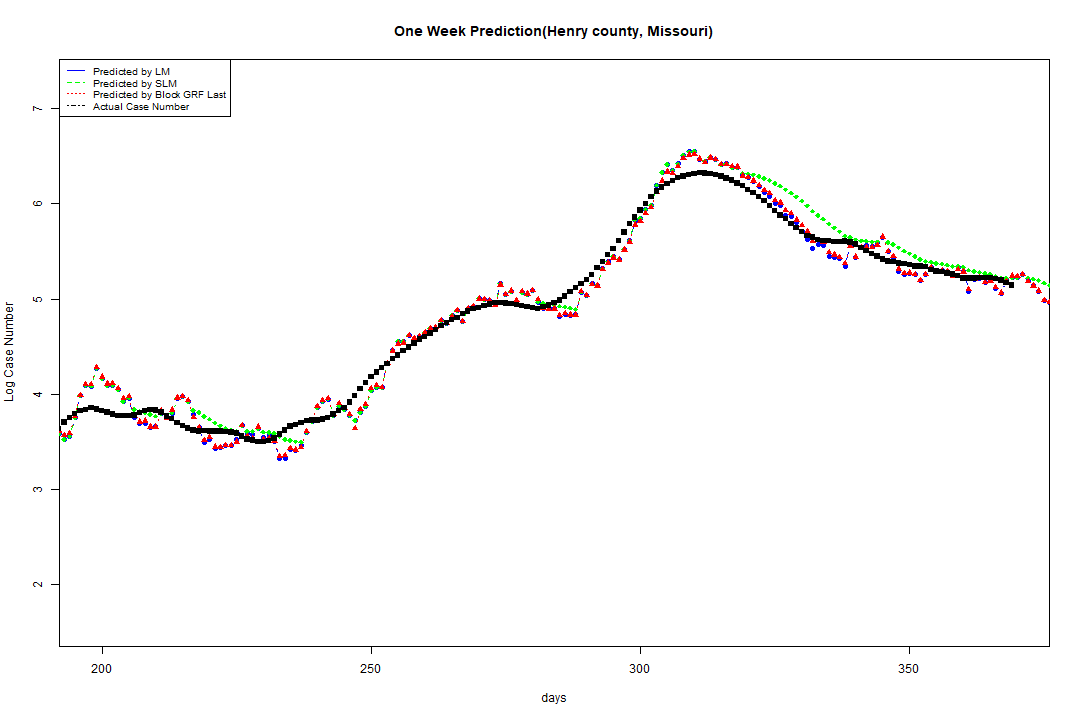 One Week Prediction(Henry county, Missouri)
Predicted by LM
Predicted by SLM
Predicted by Block GRF Last
Actual Case Number
7
6
5
4
3
2
Log Case Number
200
250
300
350
days